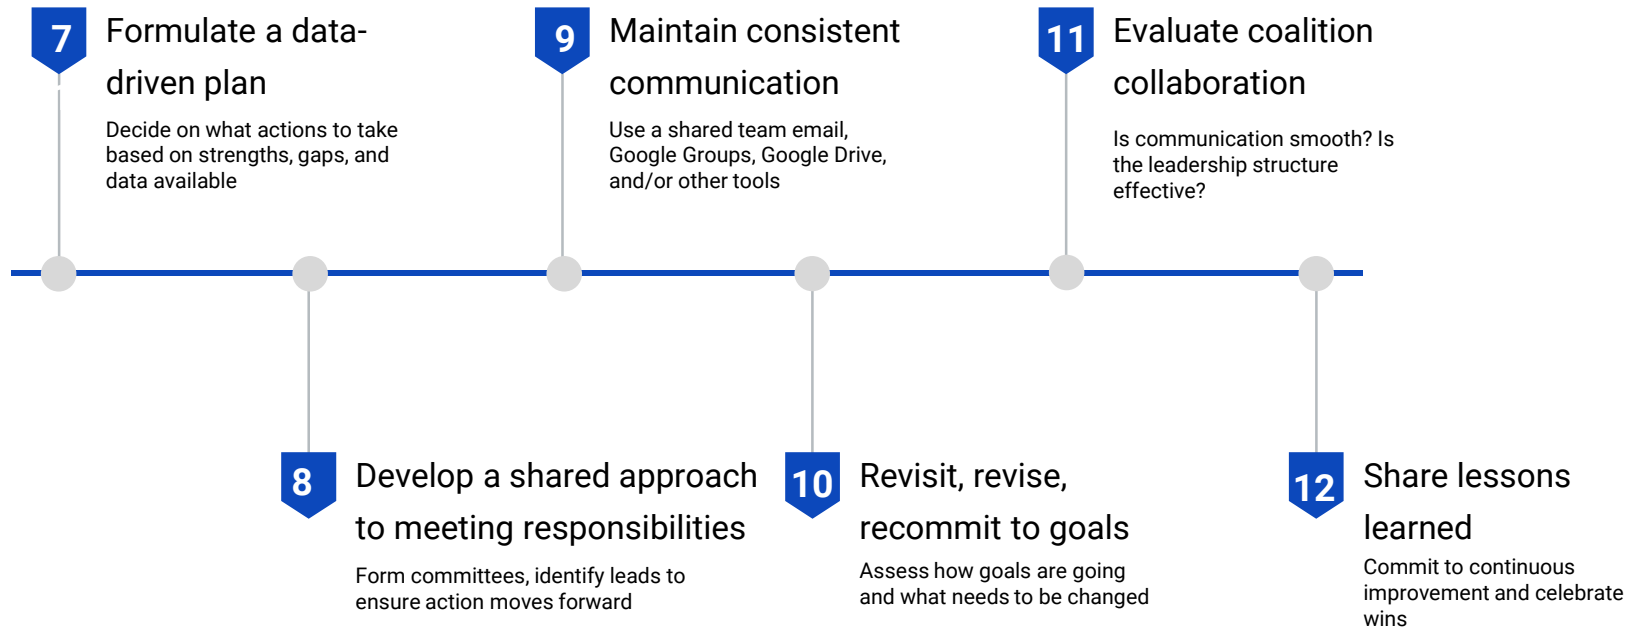 7
Formulate a data-
driven plan
Decide on what actions to take
based on strengths, gaps, and
data available
8
Develop a shared approach
to meeting responsibilities
Form committees, identify leads to
ensure action moves forward
9
Maintain consistent
communication
Use a shared team email,
Google Groups, Google Drive,
and/or other tools
10
Revisit, revise,
recommit to goals
Assess how goals are going
and what needs to be changed
11
Evaluate coalition
collaboration
Is communication smooth? Is
the leadership structure
effective?
12
Share lessons
learned
Commit to continuous
improvement and celebrate
wins